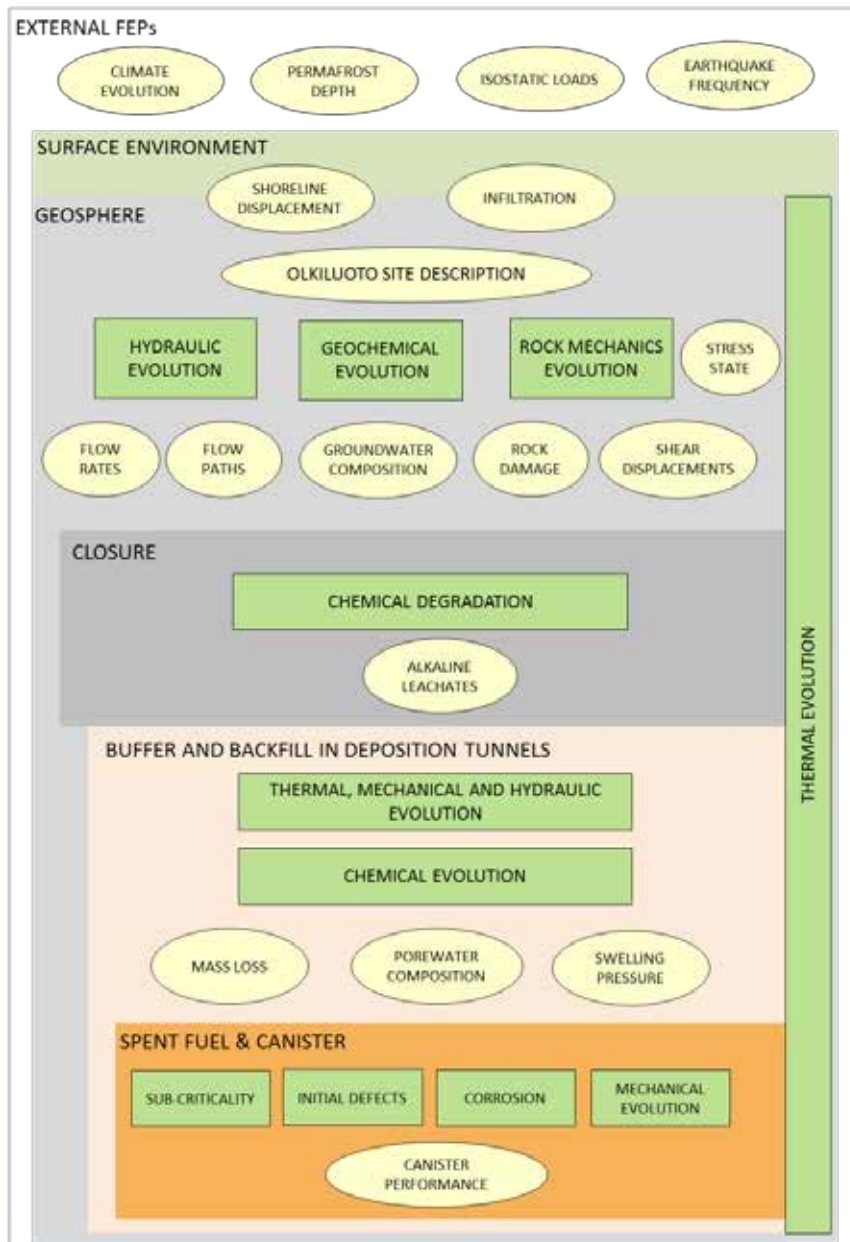 EXTERNAL FEPs
CLIMATE
EVOLUTION
PERMAFROST
DEPTH
ISOSTATIC LOADS
EARTHQUAKE
FREQUENCY
SURFACE ENVIRONMENT
SHORELINE
DISPLACEMENT
INFILTRATION
GEOSPHERE
OLKILUOTO SITE DESCRIPTION
HYDRAULIC
EVOLUTION
GEOCHEMICAL
EVOLUTION
ROCK MECHANICS
EVOLUTION
STRESS
STATE
FLOW
RATES
FLOW
PATHS
GROUNDWATER
COMPOSITION
ROCK
DAMAGE
SHEAR
DISPLACEMENTS
CLOSURE
CHEMICAL DEGRADATION
ALKALINE
LEACHATES
THERMAL EVOLUTION
BUFFER AND BACKFILL IN DEPOSITION TUNNELS
THERMAL, MECHANICAL AND HYDRAULIC
EVOLUTION
CHEMICAL EVOLUTION
MASS LOSS
POREWATER
COMPOSITION
SWELLING
PRESSURE
SPENT FUEL & CANISTER
SUB-CRITICALITY
INITIAL DEFECTS
CORROSION
MECHANICAL
EVOLUTION
CANISTER
PERFORMANCE